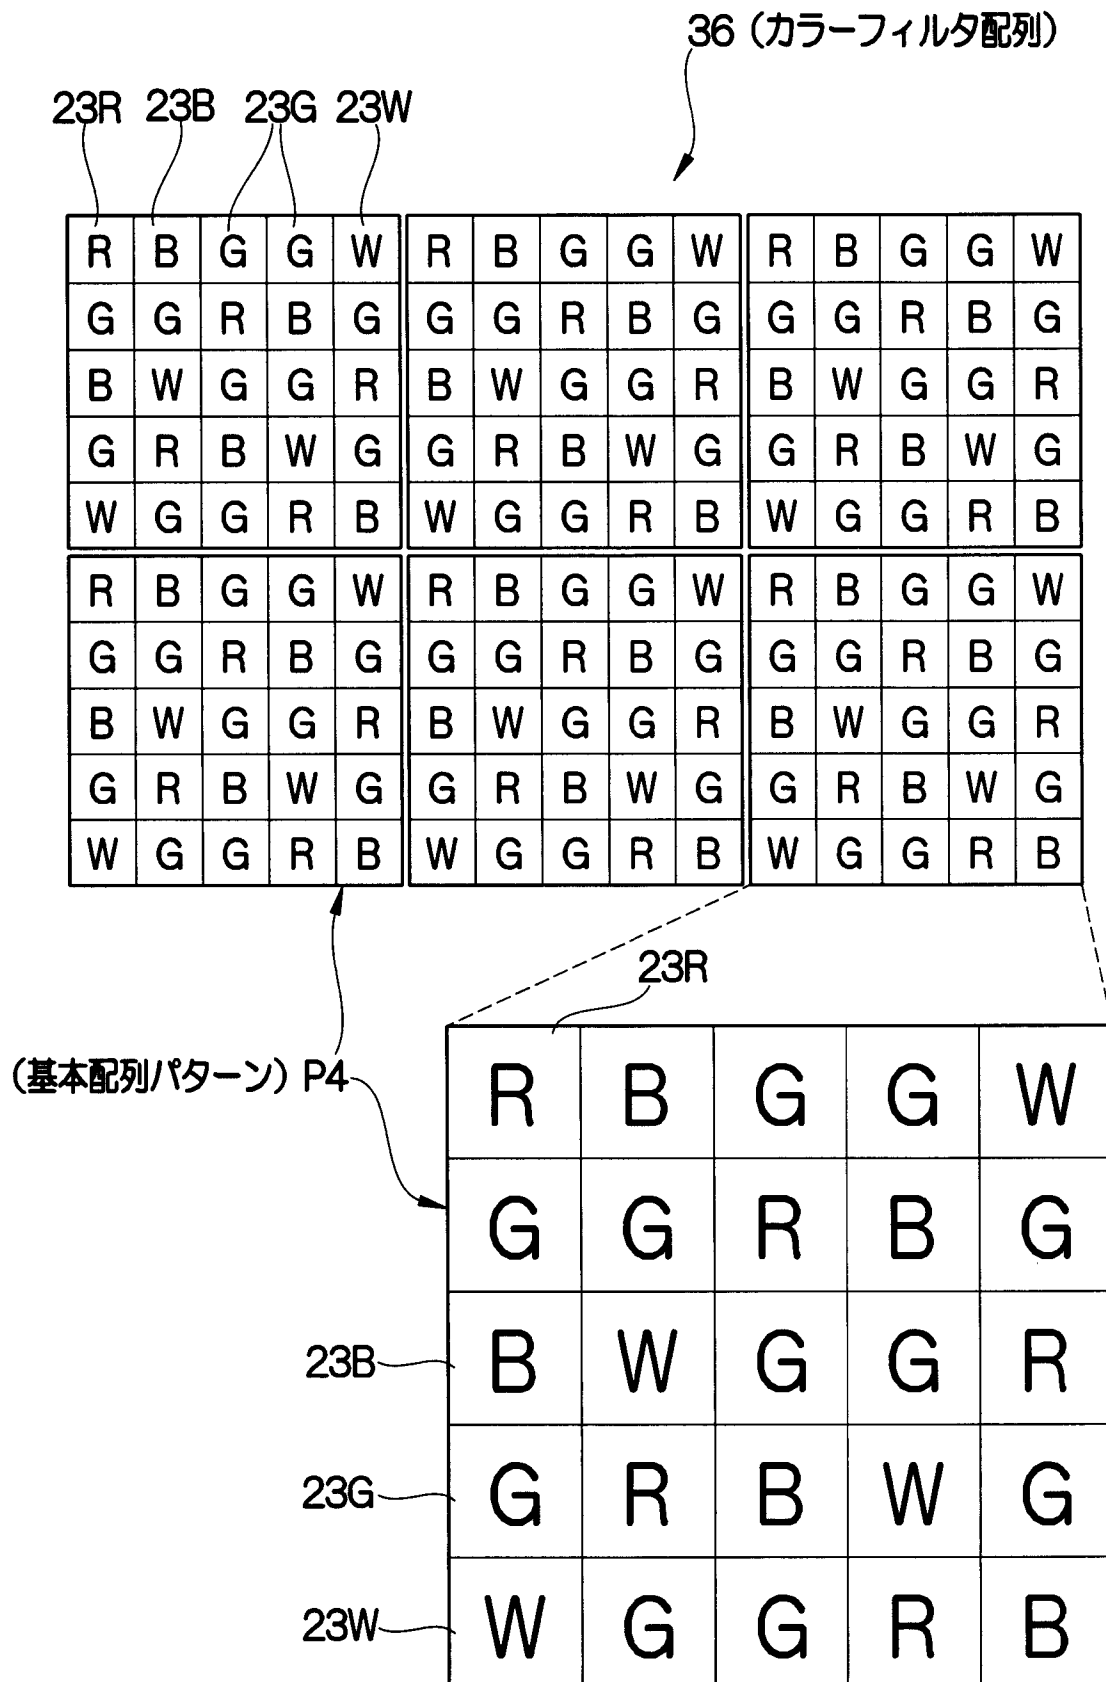 36（カラーフィルタ配列）
23R 23B 23G 23W
R B G G W R B G G W R B G G W
G G R B G G G R B G G G R B G
B W G G R B W G G R B W G G R
G R B W G G R B W G G R B W G
W G G R B W G G R B W G G R B
R B G G W R B G G W R B G G W
G G R B G G G R B G G G R B G
B W G G R B W G G R B W G G R
G R B W G G R B W G G R B W G
W G G R B W G G R B W G G R B
23R
（基本配列パターン）P4
R B G G W
G G R B G
23B B W G G R
23G G R B W G
23W W G G R B